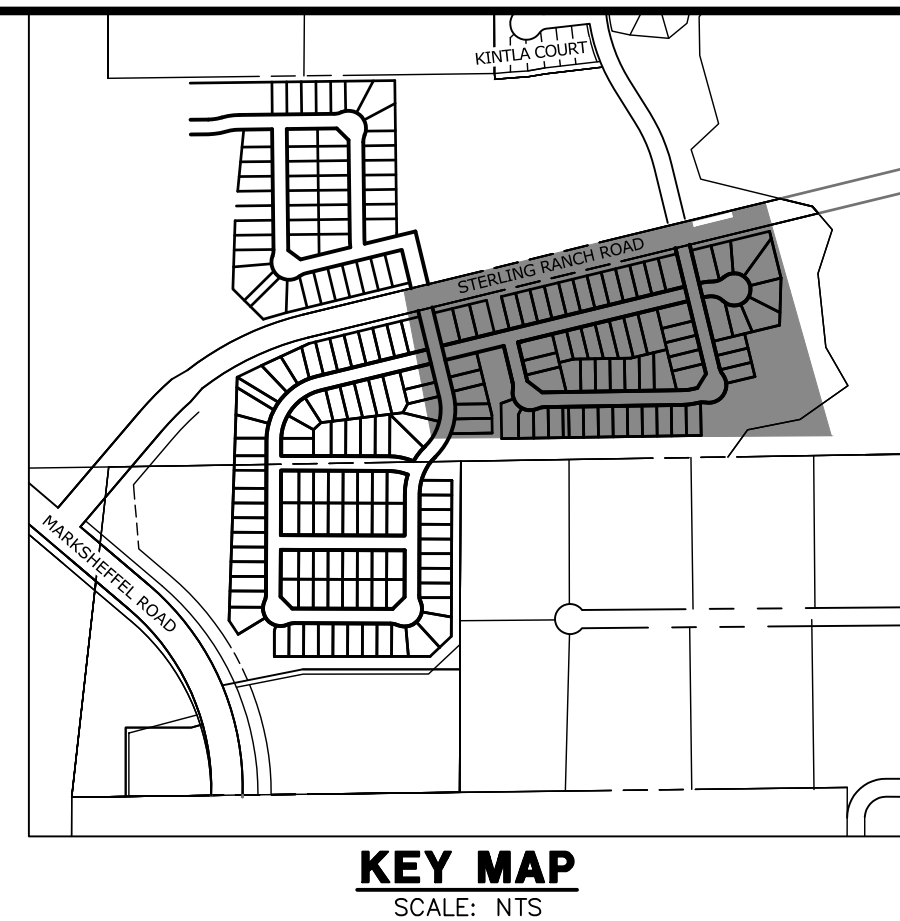 KINTLA COURT
STERLING RANCH ROAD
MARKSHEFFEL ROAD
KEY MAP
SCALE: NTS